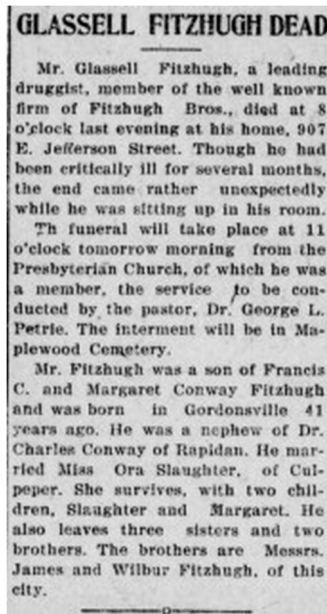 GLASSELL FITZHUGH DEAD
Mr. Glassell Fitzhugh, a leading
druggist, member of the well known
firm of Fitzhugh Bros., died at 8
o'clock last evening at his home, 907
E. Jefferson Street. Though he had
been critically ill for several months,
the end came rather unexpectedly
while he was sitting up in his room.
Th funeral will take place at 11
o'clock tomorrow morning from the
Presbyterian Church, of which he was
a member, the service to be con-
ducted by the pastor, Dr. George L.
Petrie. The interment will be in Ma-
plewood Cemetery.
Mr. Fitzhugh was a son of Francis
C. and Margaret Conway Fitzhugh
and was born in Gordonsville 41
years ago. He was a nephew of Dr.
Charles Conway of Rapidan. He mar-
ried Miss Ora Slaughter, of Cul-
peper. She survives, with two chil-
dren, Slaughter and Margaret. He
also leaves three sisters and two
brothers. The brothers are Messrs.
James and Wilbur Fitzhugh, of this
city.